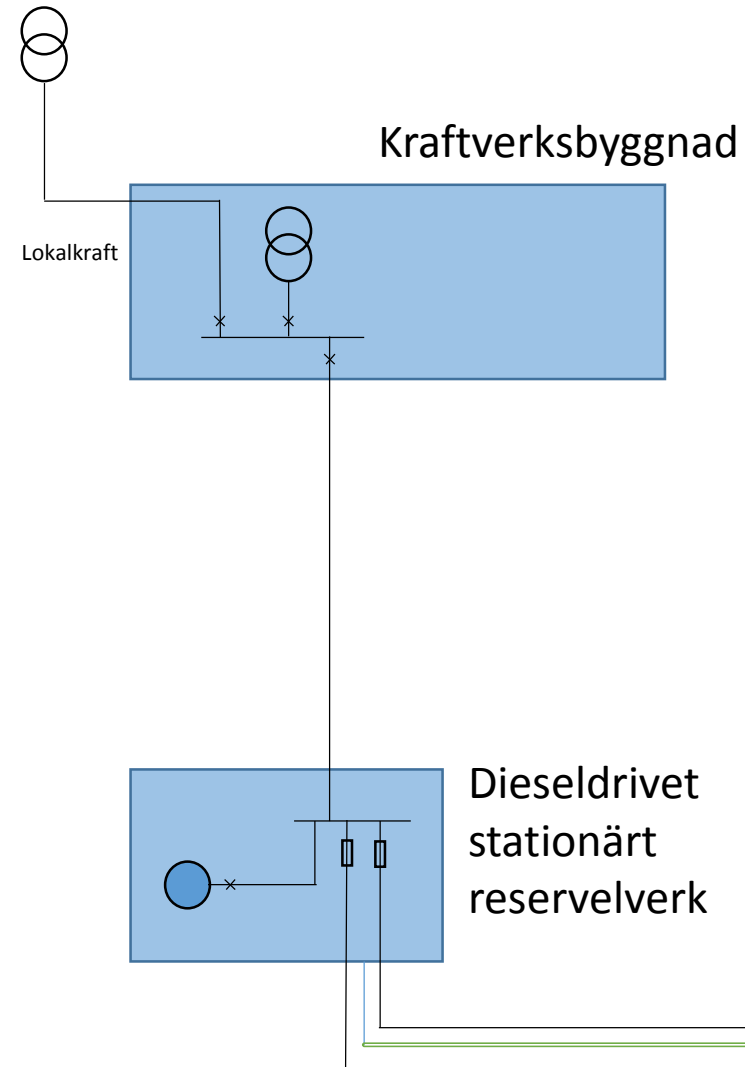 Kraftverksbyggnad
Lokalkraft
Dieseldrivet
stationärt
reservelverk